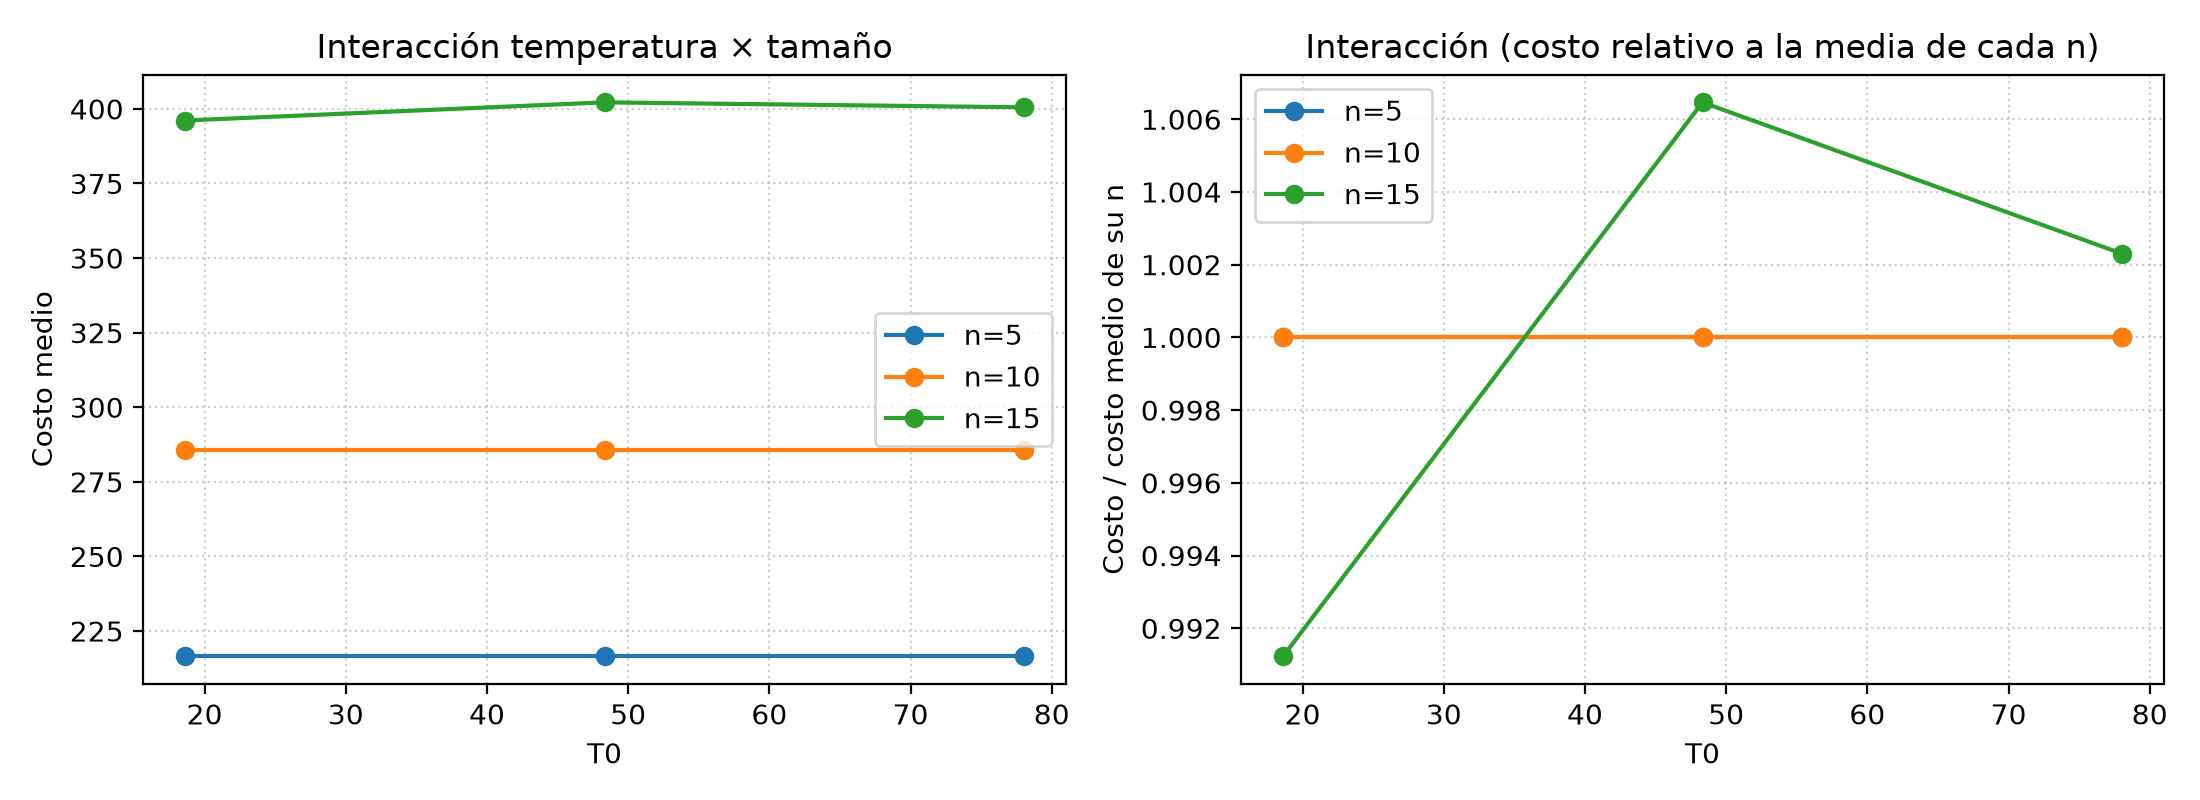 Interacción temperatura × tamaño
Costo medio
400
375
350
325
300
275
250
225
n=5
n=10
n=15
20 30 40 50 60 70 80
T0
Interacción (costo relativo a la media de cada n)
Costo / costo medio de su n
1.006
1.004
1.002
1.000
0.998
0.996
0.994
0.992
n=5
n=10
n=15
20 30 40 50 60 70 80
T0